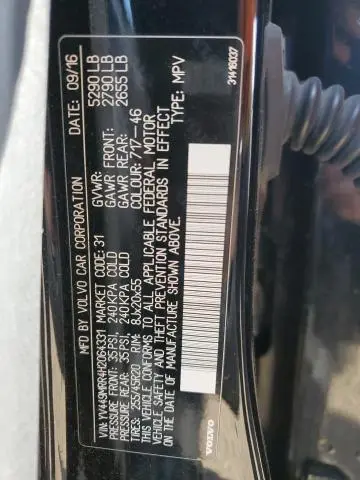 MFD BY VOLVO CAR CORPORATION DATE: 09/16
YV449MRR4H2064331 GVWR: 5290 LB
MARKET CODE: 31 GAWR FRONT: 2790 LB
PRESSURE FRONT: 35PSI, 240KPA COLD GAWR REAR: 2655 LB
PRESSURE REAR: 35PSI, 240KPA COLD COLOUR: 717-46
TIRES: 255/45R20 RIM: 8Jx20x55
THIS VEHICLE CONFORMS TO ALL APPLICABLE FEDERAL MOTOR
VEHICLE SAFETY AND THEFT PREVENTION STANDARDS IN EFFECT
ON THE DATE OF MANUFACTURE SHOWN ABOVE.
TYPE: MPV
VOLVO
31418037